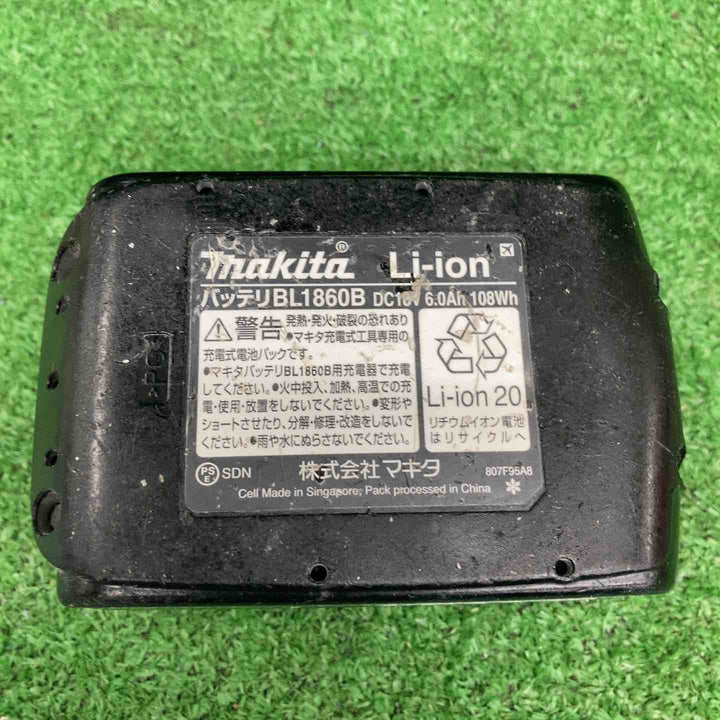 makita® Li-ion
バッテリBL1860B DC18V 6.0Ah 108Wh
警告 発熱・発火・破裂の恐れあり
●マキタ充電式工具専用の
充電式電池パックです。
●マキタバッテリBL1860B用充電器で充電
してください。●火中投入、加熱、高温での充
電・使用・放置をしないでください。●変形や
ショートさせたり、分解・修理・改造をしないで
ください。●雨や水にぬらさないでください。
Li-ion 20
リチウムイオン電池
はリサイクルへ
PSE SDN 株式会社マキタ 807F95A8
Cell Made in Singapore, Pack processed in China